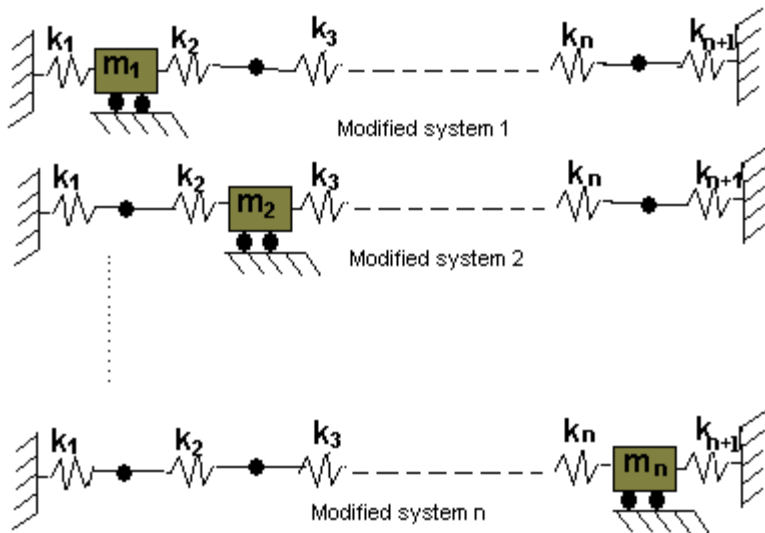 k1 k2 k3 kn kn+1
m1
Modified system 1
k1 k2 k3 kn kn+1
m2
Modified system 2
k1 k2 k3 kn kn+1
mn
Modified system n